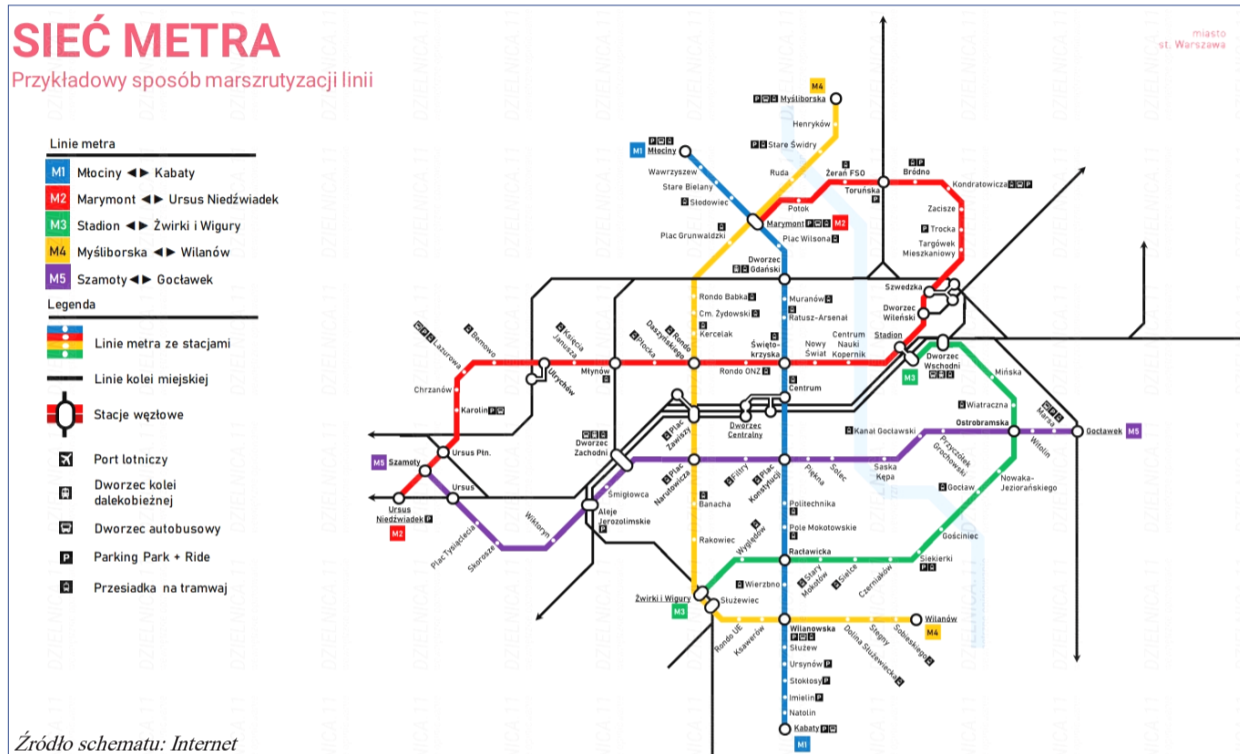 SIEĆ METRA
Przykładowy sposób marszrutyzacji linii
miasto
st. Warszawa
Linie metra
M1 Młociny ◄► Kabaty
M2 Marymont ◄► Ursus Niedźwiadek
M3 Stadion ◄► Żwirki i Wigury
M4 Myśliborska ◄► Wilanów
M5 Szamoty ◄► Gocławek
Legenda
Linie metra ze stacjami
Linie kolei miejskiej
Stacje węzłowe
Port lotniczy
Dworzec kolei
dalekobieżnej
Dworzec autobusowy
P Parking Park + Ride
Przesiadka na tramwaj
M4
P Myśliborska
Henryków
P Stare Świdry
Ruda
M1 Młociny P
Wawrzyszew
Stare Bielany
Słodowiec
Marymont P
M2
Potok
Żerań FSO
Toruńska
P
P
Bródno
Kondratowicza P
Zacisze
P Trocka
Targówek
Mieszkaniowy
Szwedzka
Dworzec
Wileński
Stadion
Plac Grunwaldzki
Plac Wilsona
Dworzec
Gdański
Rondo Babka
Cm. Żydowski
Kercelak
Muranów
Ratusz-Arsenał
Święto-
krzyska
Nowy
Świat
Centrum
Nauki
Kopernik
Rondo ONZ
Rondo
Daszyńskiego
Płocka
Młynów
Księcia
Janusza
Ulrychów
Bemowo
P Lazurowa
Chrzanów
Karolin P
Ursus Płn.
M5 Szamoty
Ursus
Ursus
Niedźwiadek P
M2
Plac Tysiąclecia
Skorosze
Wiktoryn
Śmigłowca
Aleje
Jerozolimskie
P
Dworzec
Zachodni
Plac
Zawiszy
Dworzec
Centralny
Centrum
M3
Dworzec
Wschodni
Mińska
Wiatraczna
Ostrobramska
P
Marsa
Witolin
Gocławek M5
Kanał Gocławski
Przyczółek
Grochowski
Saska
Kępa
Solec
Piękna
Plac
Konstytucji
Filtry
Plac
Narutowicza
Banacha
Rakowiec
Politechnika
Pole Mokotowskie
Racławicka
Wyględów
Wierzbno
Stary
Mokotów
Sielce
Czerniaków
Siekierki
P
Gościniec
Gocław
Nowaka-
Jeziorańskiego
Żwirki i Wigury
M3
Służewiec
Rondo UE
Ksawerów
Wilanowska
P
Dolina Służewiecka
Stegny
Sobieskiego
Wilanów
M4
Służew
Ursynów P
Stokłosy P
Imielin P
Natolin
Kabaty P
M1
Źródło schematu: Internet